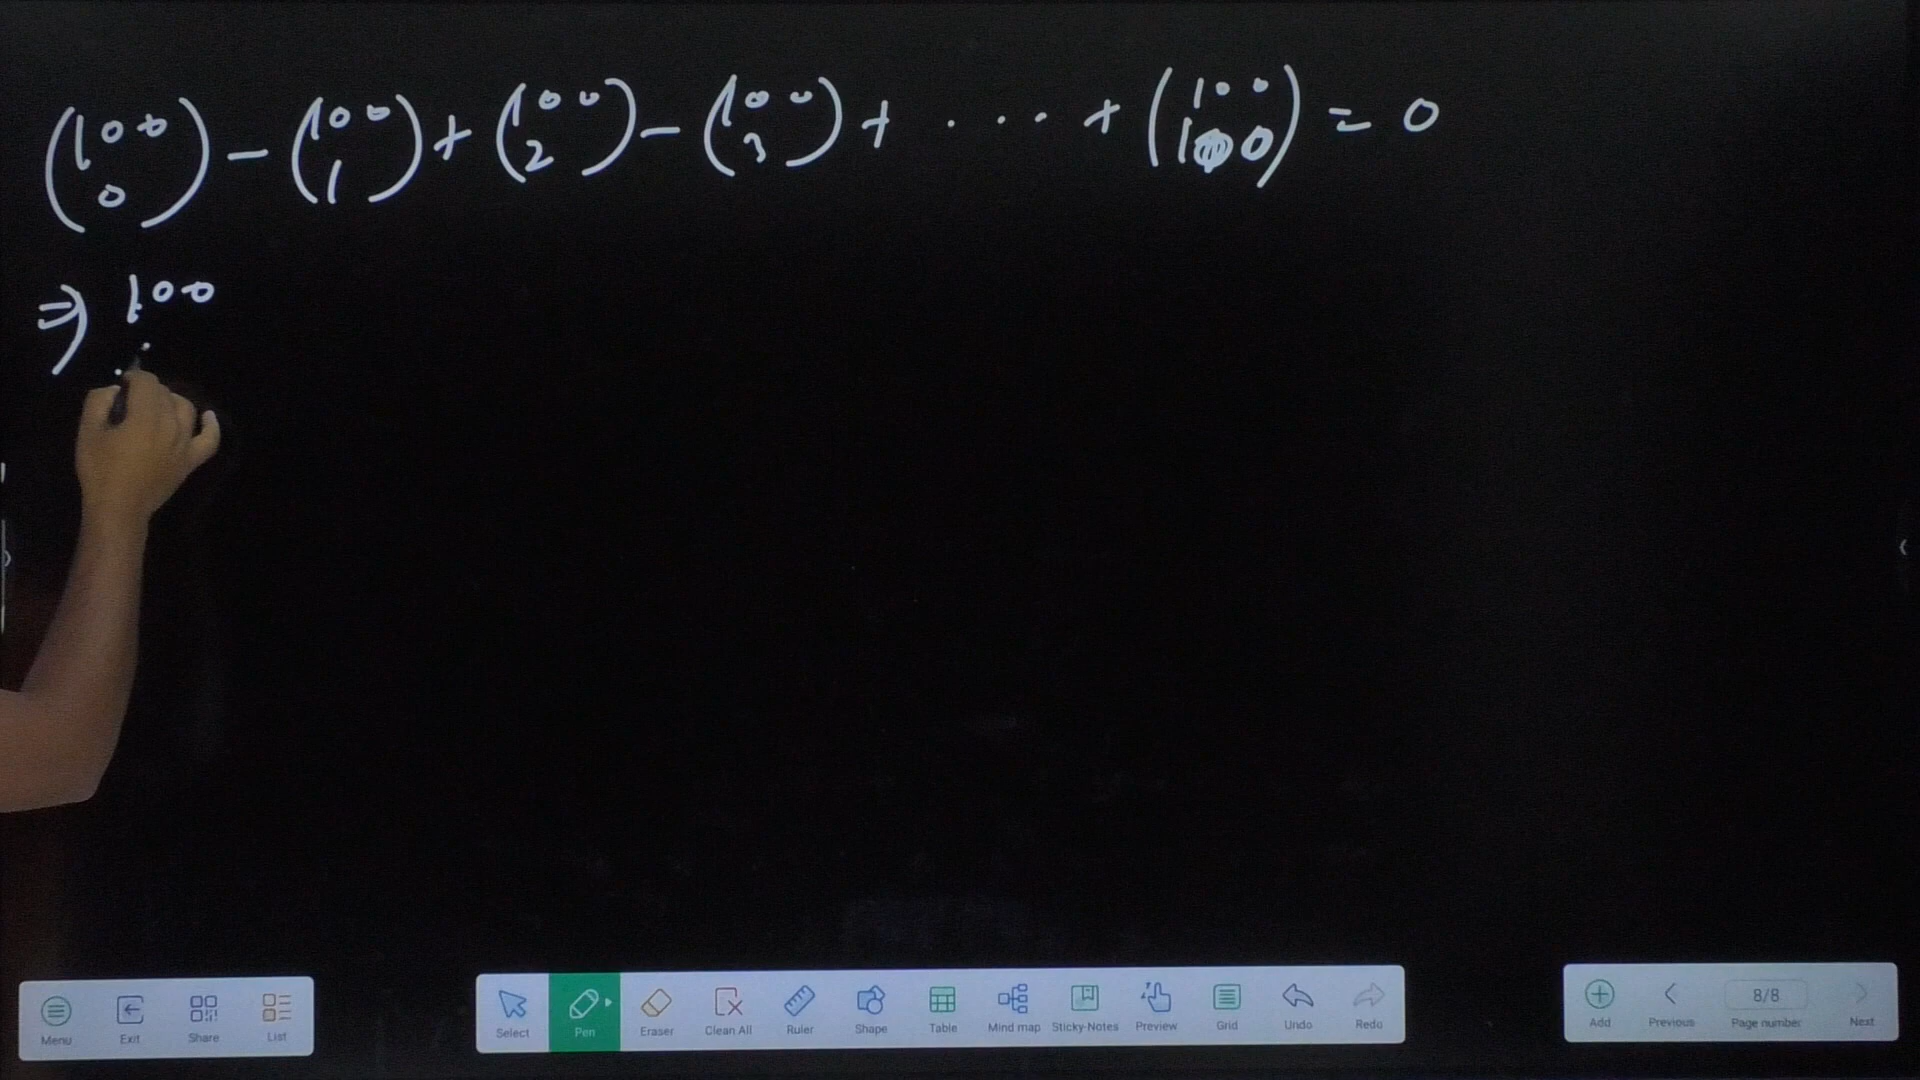 (100 0) - (100 1) + (100 2) - (100 3) + . . . . + (100 100) = 0
⇒ 100
Menu Exit Share List
Select Pen Eraser Clean All Ruler Shape Table Mind map Sticky-Notes Preview Grid Undo Redo
Add Previous 8/8 Page number Next